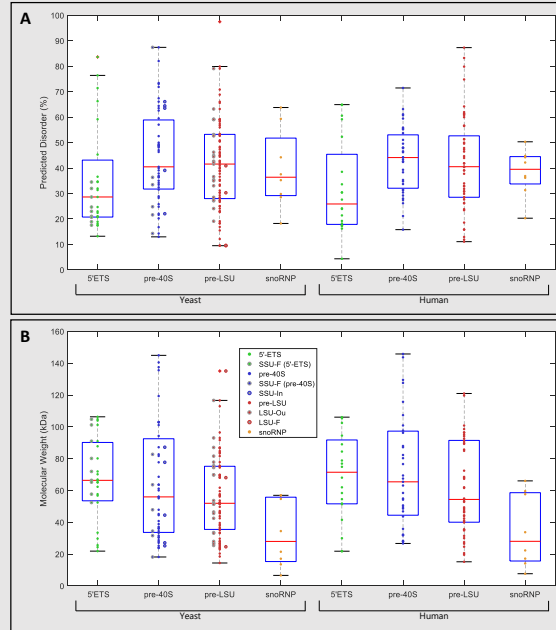 A
100
90
80
70
60
50
40
30
20
10
0
Predicted Disorder (%)
5'ETS pre-40S pre-LSU snoRNP 5'ETS pre-40S pre-LSU snoRNP
Yeast Human
B
160
140
120
100
80
60
40
20
0
Molecular Weight (kDa)
5'-ETS
SSU-F (5'-ETS)
pre-40S
SSU-F (pre-40S)
SSU-In
pre-LSU
LSU-Ou
LSU-F
snoRNP
5'ETS pre-40S pre-LSU snoRNP 5'ETS pre-40S pre-LSU snoRNP
Yeast Human